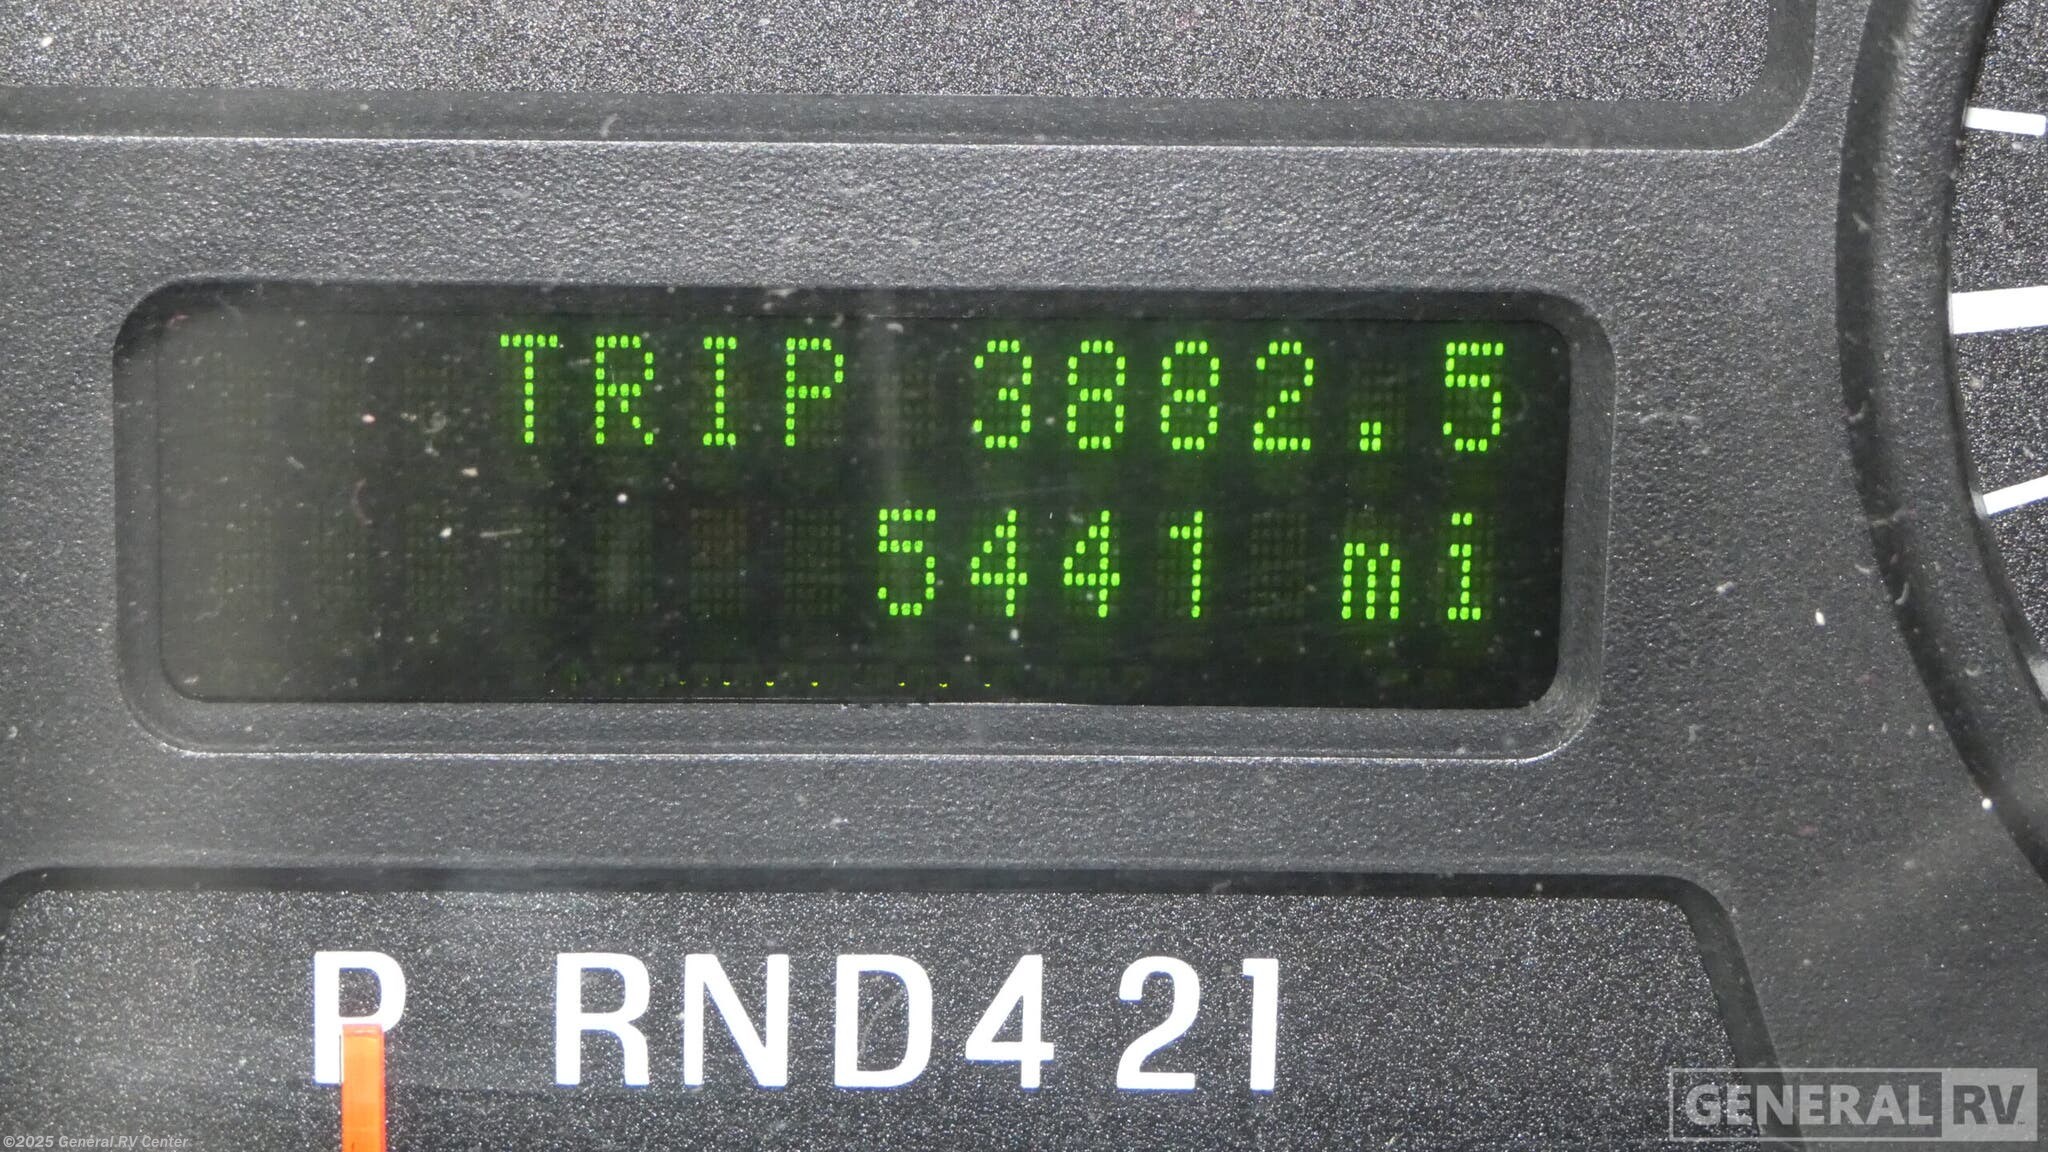 TRIP 3882.5
5441 mi
P RND421
GENERAL RV
©2025 General RV Center